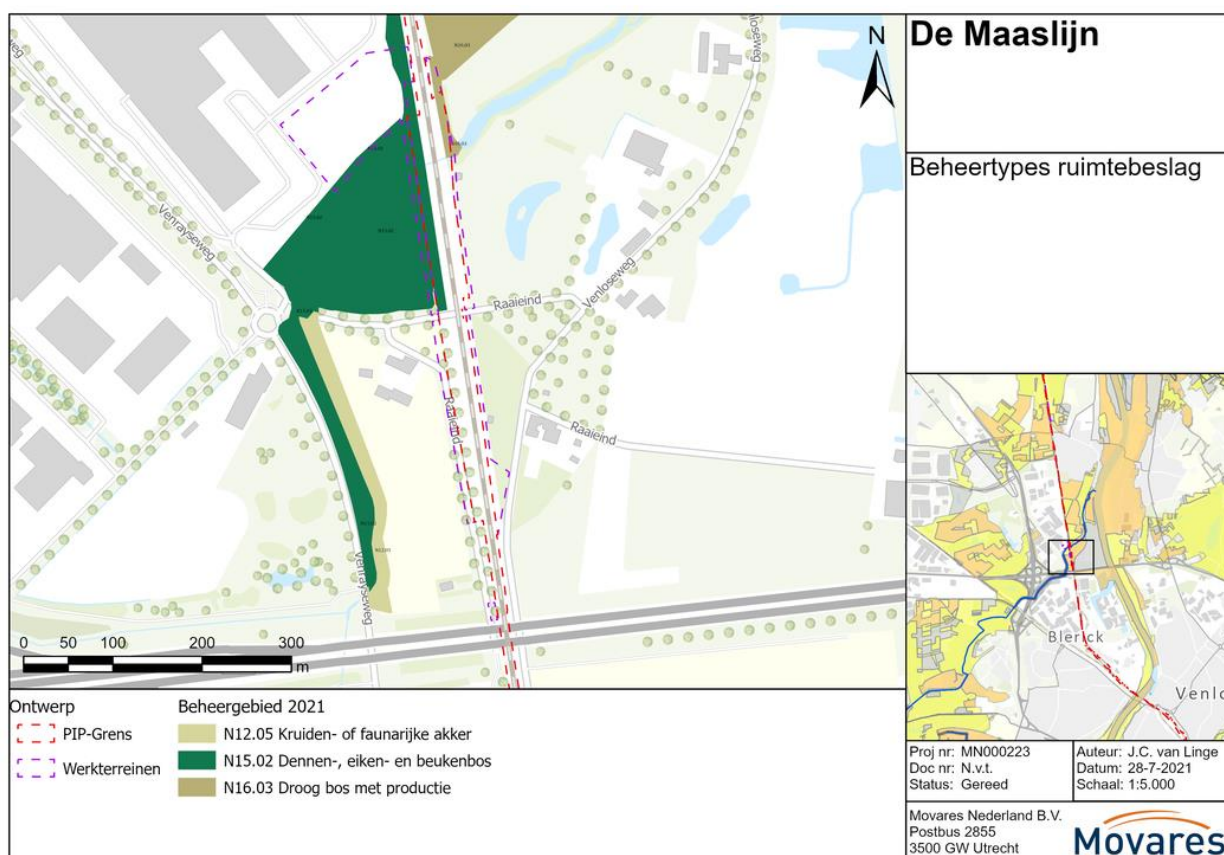 De Maaslijn
Beheertypes ruimtebeslag
N
weg
Venloseweg
Venrayseweg
Raaieind
Venloseweg
Raaieind
Raaieind
Venrayseweg
0 50 100 200 300
m
Blerick
Venlo
Ontwerp
PIP-Grens
Werkterreinen
Beheergebied 2021
N12.05 Kruiden- of faunarijke akker
N15.02 Dennen-, eiken- en beukenbos
N16.03 Droog bos met productie
Proj nr: MN000223
Doc nr: N.v.t.
Status: Gereed
Auteur: J.C. van Linge
Datum: 28-7-2021
Schaal: 1:5.000
Movares Nederland B.V.
Postbus 2855
3500 GW Utrecht
Movares